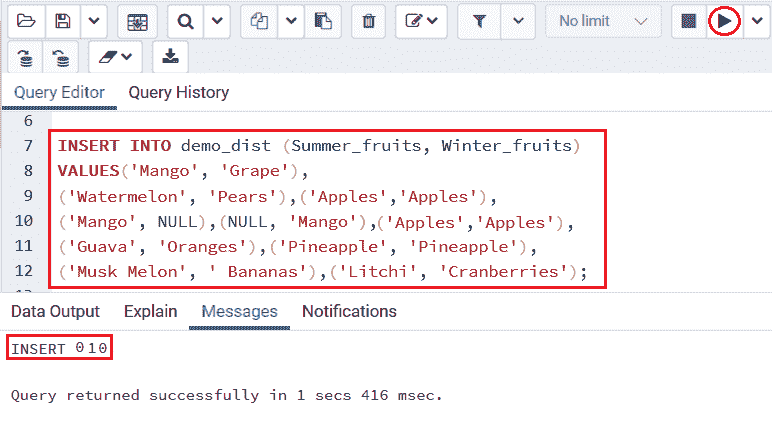 No limit
Query Editor Query History
6
7 INSERT INTO demo_dist (Summer_fruits, Winter_fruits)
8 VALUES('Mango', 'Grape'),
9 ('Watermelon', 'Pears'),('Apples','Apples'),
10 ('Mango', NULL),(NULL, 'Mango'),('Apples','Apples'),
11 ('Guava', 'Oranges'),('Pineapple', 'Pineapple'),
12 ('Musk Melon', ' Bananas'),('Litchi', 'Cranberries');
Data Output Explain Messages Notifications
INSERT 0 10
Query returned successfully in 1 secs 416 msec.